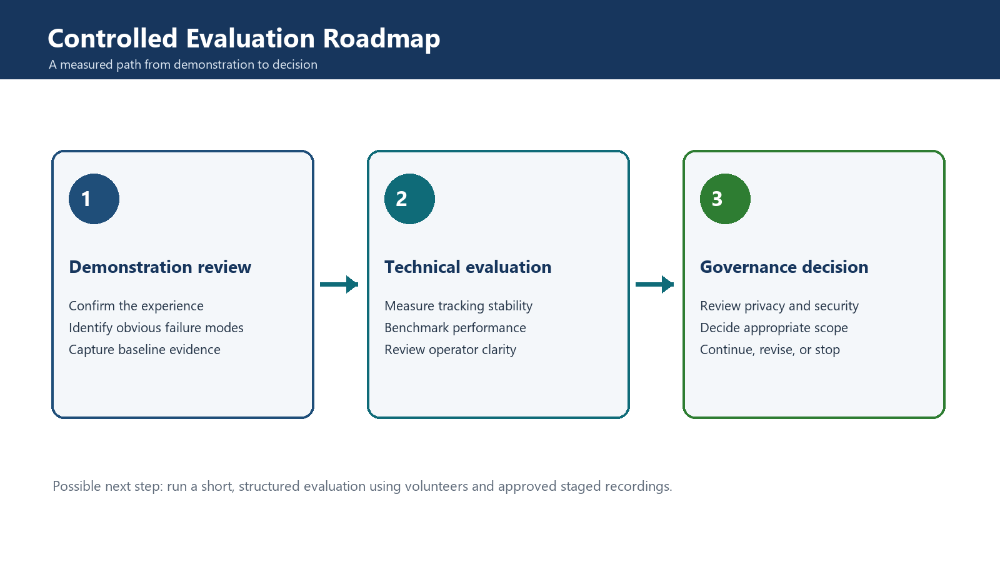 Controlled Evaluation Roadmap
A measured path from demonstration to decision
1
Demonstration review
Confirm the experience
Identify obvious failure modes
Capture baseline evidence
2
Technical evaluation
Measure tracking stability
Benchmark performance
Review operator clarity
3
Governance decision
Review privacy and security
Decide appropriate scope
Continue, revise, or stop
Possible next step: run a short, structured evaluation using volunteers and approved staged recordings.